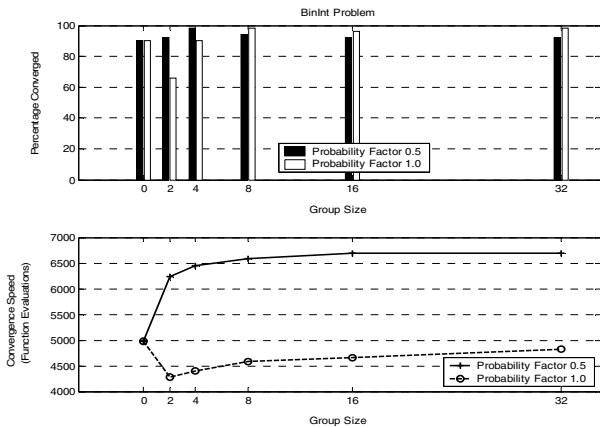 BinInt Problem
Percentage Converged
100
80
60
40
20
0
Probability Factor 0.5
Probability Factor 1.0
0 2 4 8 16 32
Group Size
Convergence Speed
(Function Evaluations)
7000
6500
6000
5500
5000
4500
4000
Probability Factor 0.5
Probability Factor 1.0
0 2 4 8 16 32
Group Size